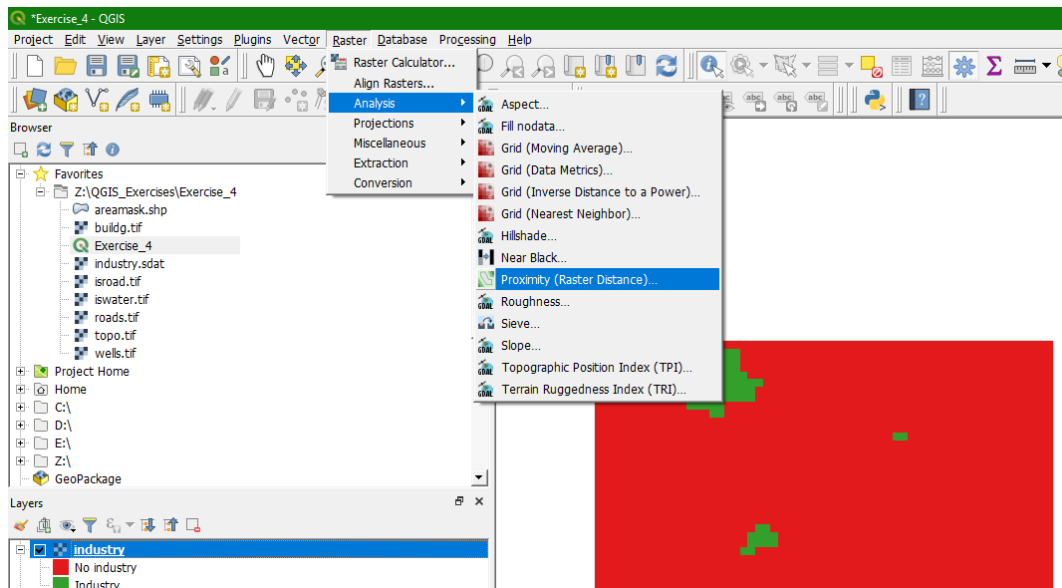 *Exercise_4 - QGIS
Project Edit View Layer Settings Plugins Vector Raster Database Processing Help
Raster Calculator...
Align Rasters...
Analysis
Projections
Miscellaneous
Extraction
Conversion
Aspect...
Fill nodata...
Grid (Moving Average)...
Grid (Data Metrics)...
Grid (Inverse Distance to a Power)...
Grid (Nearest Neighbor)...
Hillshade...
Near Black...
Proximity (Raster Distance)...
Roughness...
Sieve...
Slope...
Topographic Position Index (TPI)...
Terrain Ruggedness Index (TRI)...
abc abc abc
Browser
Favorites
Z:\QGIS_Exercises\Exercise_4
areamask.shp
buildg.tif
Exercise_4
industry.sdat
isroad.tif
iswater.tif
roads.tif
topo.tif
wells.tif
Project Home
Home
C:\
D:\
E:\
Z:\
GeoPackage
Layers
industry
No industry
Industry